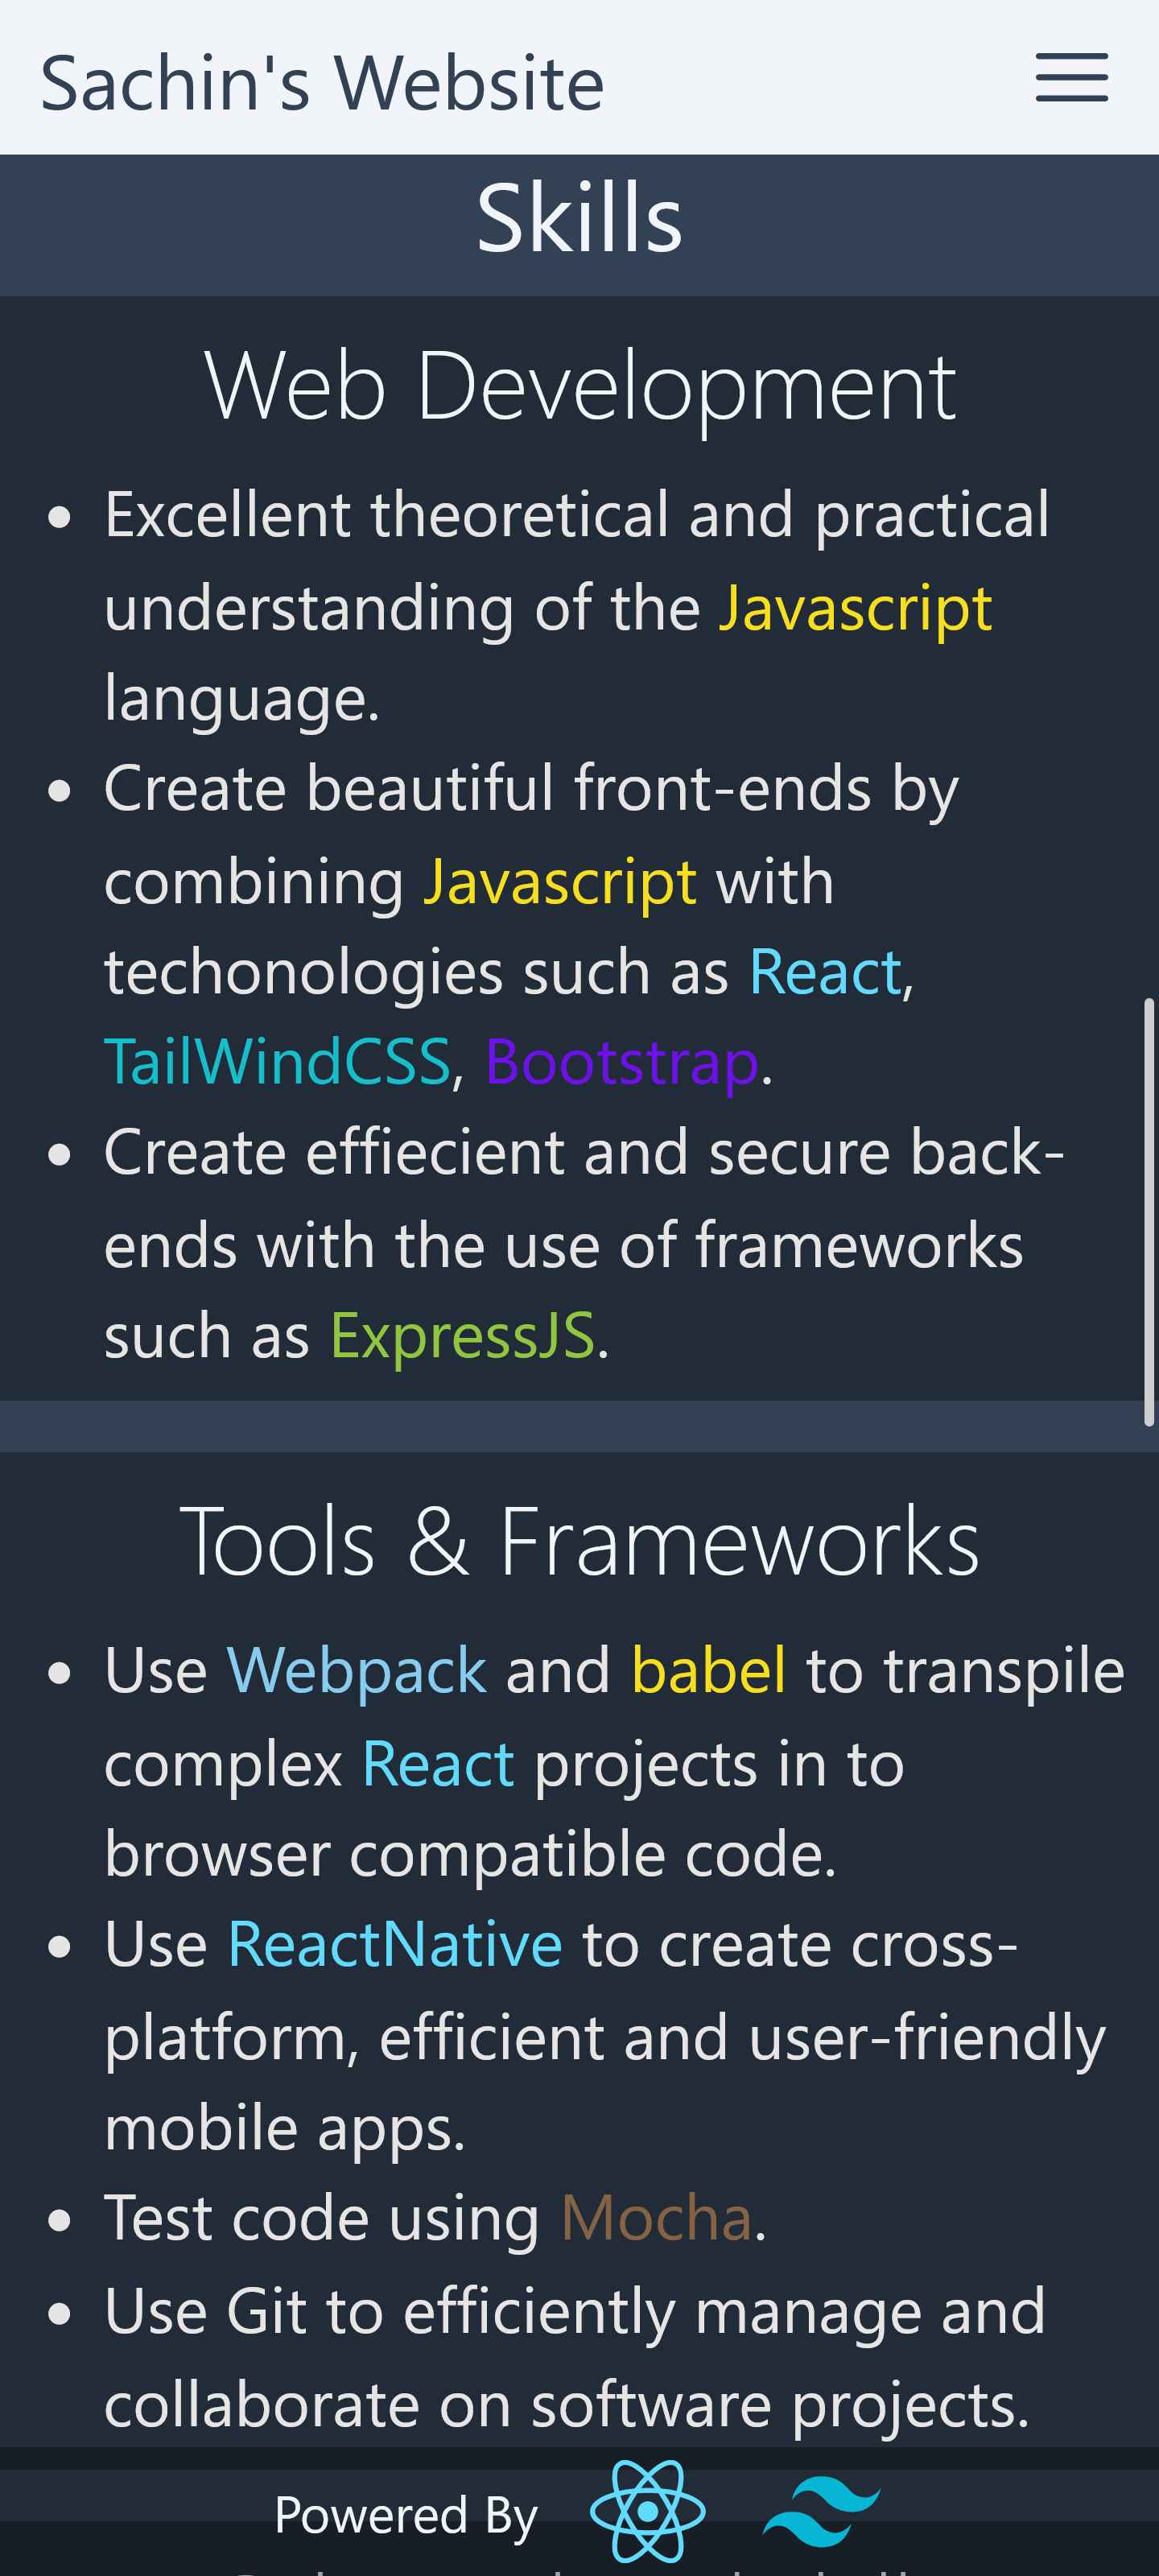 Sachin's Website
Skills
Web Development
Excellent theoretical and practical
understanding of the Javascript
language.
Create beautiful front-ends by
combining Javascript with
techonologies such as React,
TailWindCSS, Bootstrap.
Create effiecient and secure back-
ends with the use of frameworks
such as ExpressJS.
Tools & Frameworks
Use Webpack and babel to transpile
complex React projects in to
browser compatible code.
Use ReactNative to create cross-
platform, efficient and user-friendly
mobile apps.
Test code using Mocha.
Use Git to efficiently manage and
collaborate on software projects.
Powered By